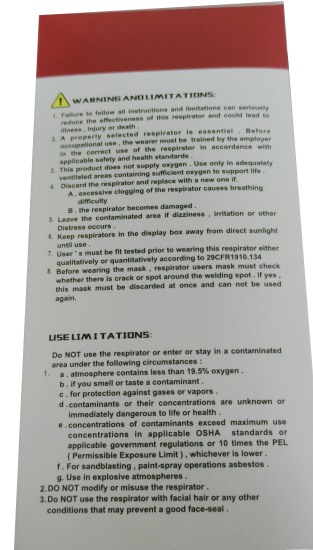 WARNING AND LIMITATIONS:
1. Failure to follow all instructions and limitations can seriously
reduce the effectiveness of this respirator and could lead to
illness , injury or death .
2. A properly selected respirator is essential . Before
occupational use , the wearer must be trained by the employer
in the correct use of the respirator in accordance with
applicable safety and health standards .
3. This product does not supply oxygen . Use only in adequately
ventilated areas containing sufficient oxygen to support life .
4. Discard the respirator and replace with a new one if.
A . excessive clogging of the respirator causes breathing
difficulty
B . the respirator becomes damaged .
5. Leave the contaminated area if dizziness , irritation or other
Distress occurs .
6. Keep respirators in the display box away from direct sunlight
until use .
7. User ' s must be fit tested prior to wearing this respirator either
qualitatively or quantitatively according to 29CFR1910.134
8. Before wearing the mask , respirator users mask must check
whether there is crack or spot around the welding spot . if yes ,
this mask must be discarded at once and can not be used
again.
USE LIMITATIONS:
Do NOT use the respirator or enter or stay in a contaminated
area under the following circumstances :
1. a . atmosphere contains less than 19.5% oxygen .
b . if you smell or taste a contaminant .
c . for protection against gases or vapors .
d . contaminants or their concentrations are unknown or
immediately dangerous to life or health .
e . concentrations of contaminants exceed maximum use
concentrations in applicable OSHA standards or
applicable government regulations or 10 times the PEL
( Permissible Exposure Limit ) , whichever is lower .
f . For sandblasting , paint-spray operations asbestos .
g. Use in explosive atmospheres .
2. DO NOT modify or misuse the respirator .
3. Do NOT use the respirator with facial hair or any other
conditions that may prevent a good face-seal .